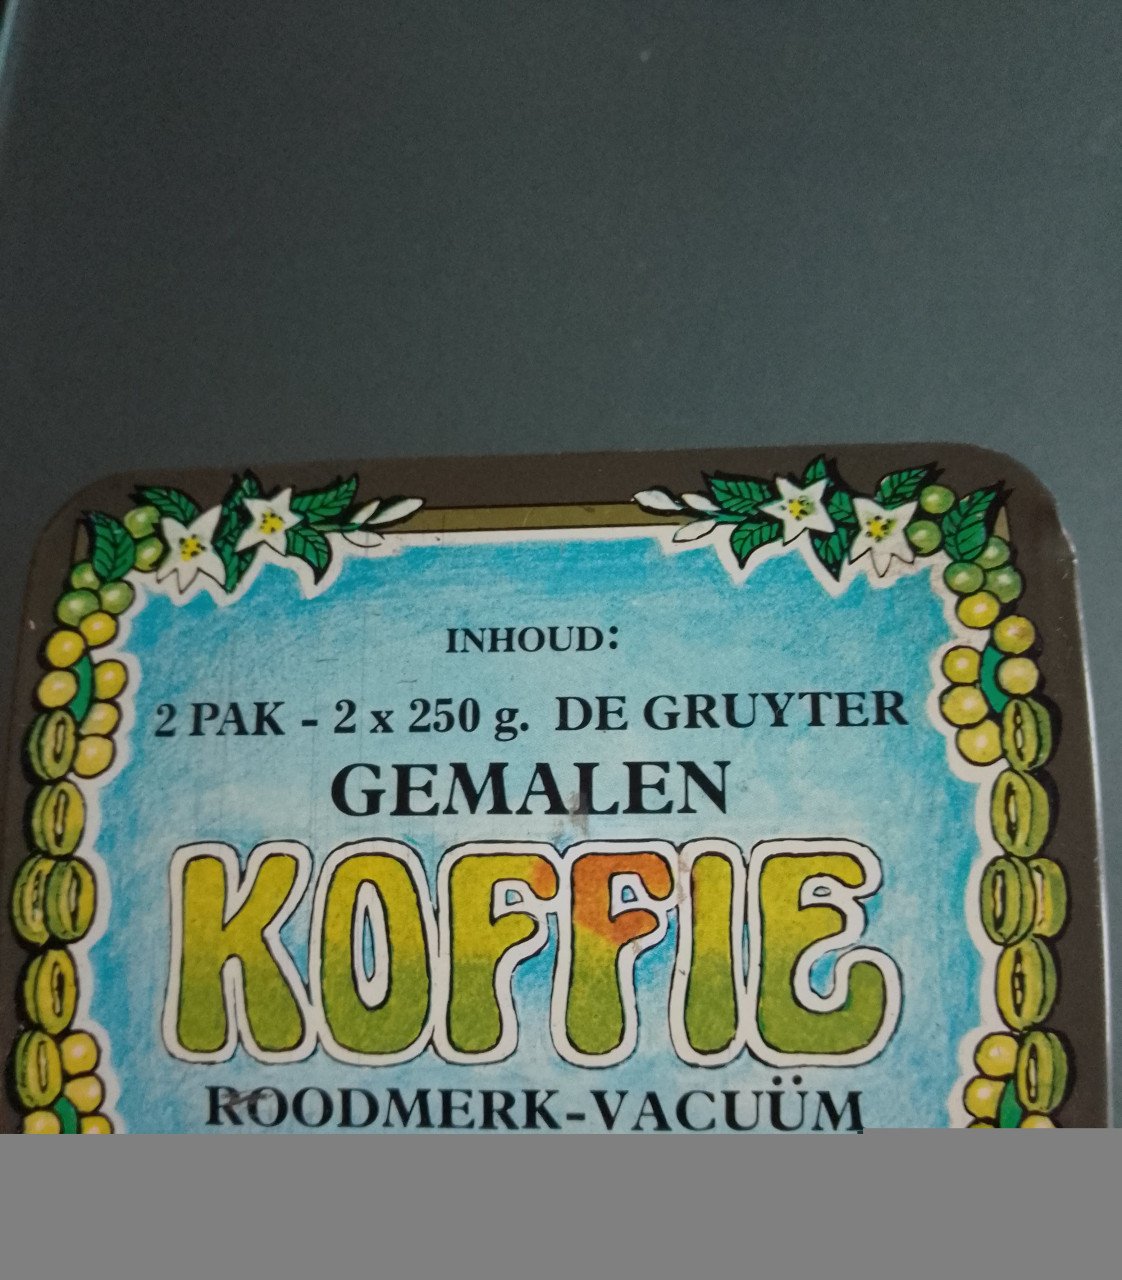 INHOUD:
2 PAK - 2 x 250 g. DE GRUYTER
GEMALEN
KOFFIE
ROODMERK-VACUÜM